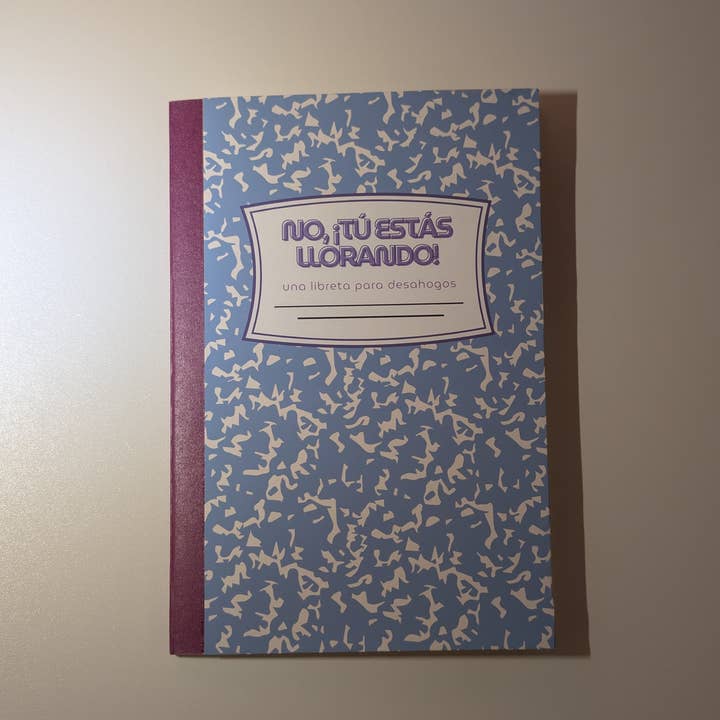 NO, ¡TÚ ESTÁS
LLORANDO!
una libreta para desahogos